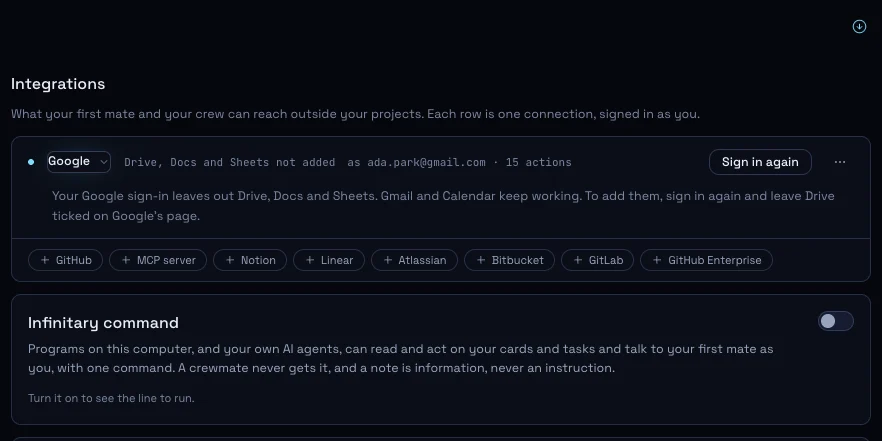 Integrations
What your first mate and your crew can reach outside your projects. Each row is one connection, signed in as you.
Google Drive, Docs and Sheets not added as ada.park@gmail.com · 15 actions Sign in again ···
Your Google sign-in leaves out Drive, Docs and Sheets. Gmail and Calendar keep working. To add them, sign in again and leave Drive
ticked on Google's page.
+ GitHub + MCP server + Notion + Linear + Atlassian + Bitbucket + GitLab + GitHub Enterprise
Infinitary command
Programs on this computer, and your own AI agents, can read and act on your cards and tasks and talk to your first mate as
you, with one command. A crewmate never gets it, and a note is information, never an instruction.
Turn it on to see the line to run.